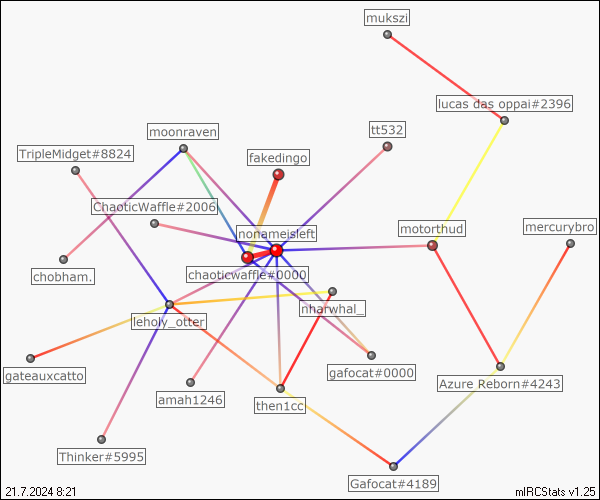 mukszi
lucas das oppai#2396
moonraven
tt532
TripleMidget#8824
fakedingo
ChaoticWaffle#2006
nonameisleft
motorthud
mercurybro
chobham.
chaoticwaffle#0000
nharwhal_
leholy_otter
gateauxcatto
gafocat#0000
Azure Reborn#4243
amah1246
then1cc
Thinker#5995
Gafocat#4189
21.7.2024 8:21
mIRCStats v1.25